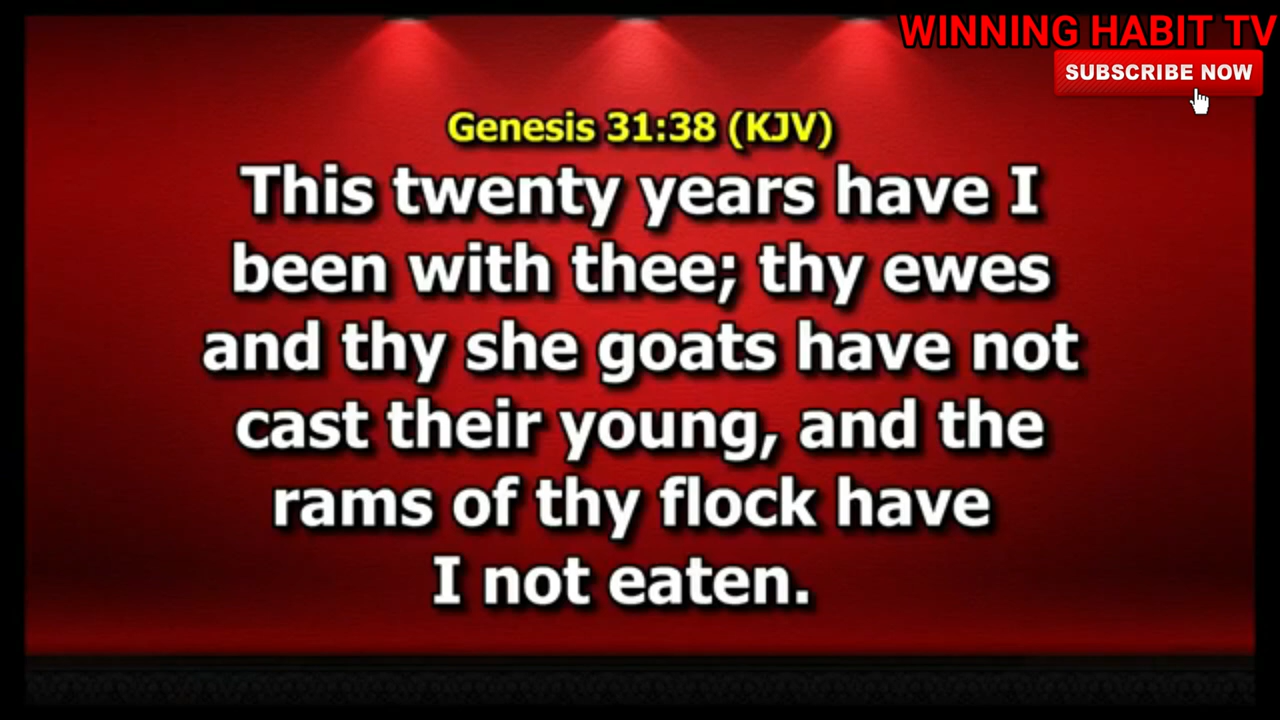 WINNING HABIT TV
SUBSCRIBE NOW
Genesis 31:38 (KJV)
This twenty years have I
been with thee; thy ewes
and thy she goats have not
cast their young, and the
rams of thy flock have
I not eaten.